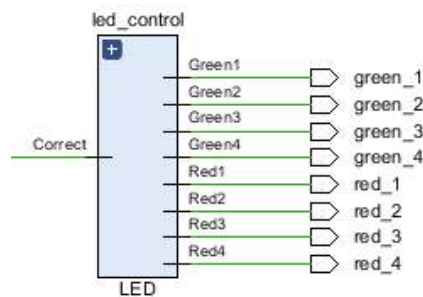 led_control
+
Green1 green_1
Green2 green_2
Green3 green_3
Correct Green4 green_4
Red1 red_1
Red2 red_2
Red3 red_3
Red4 red_4
LED